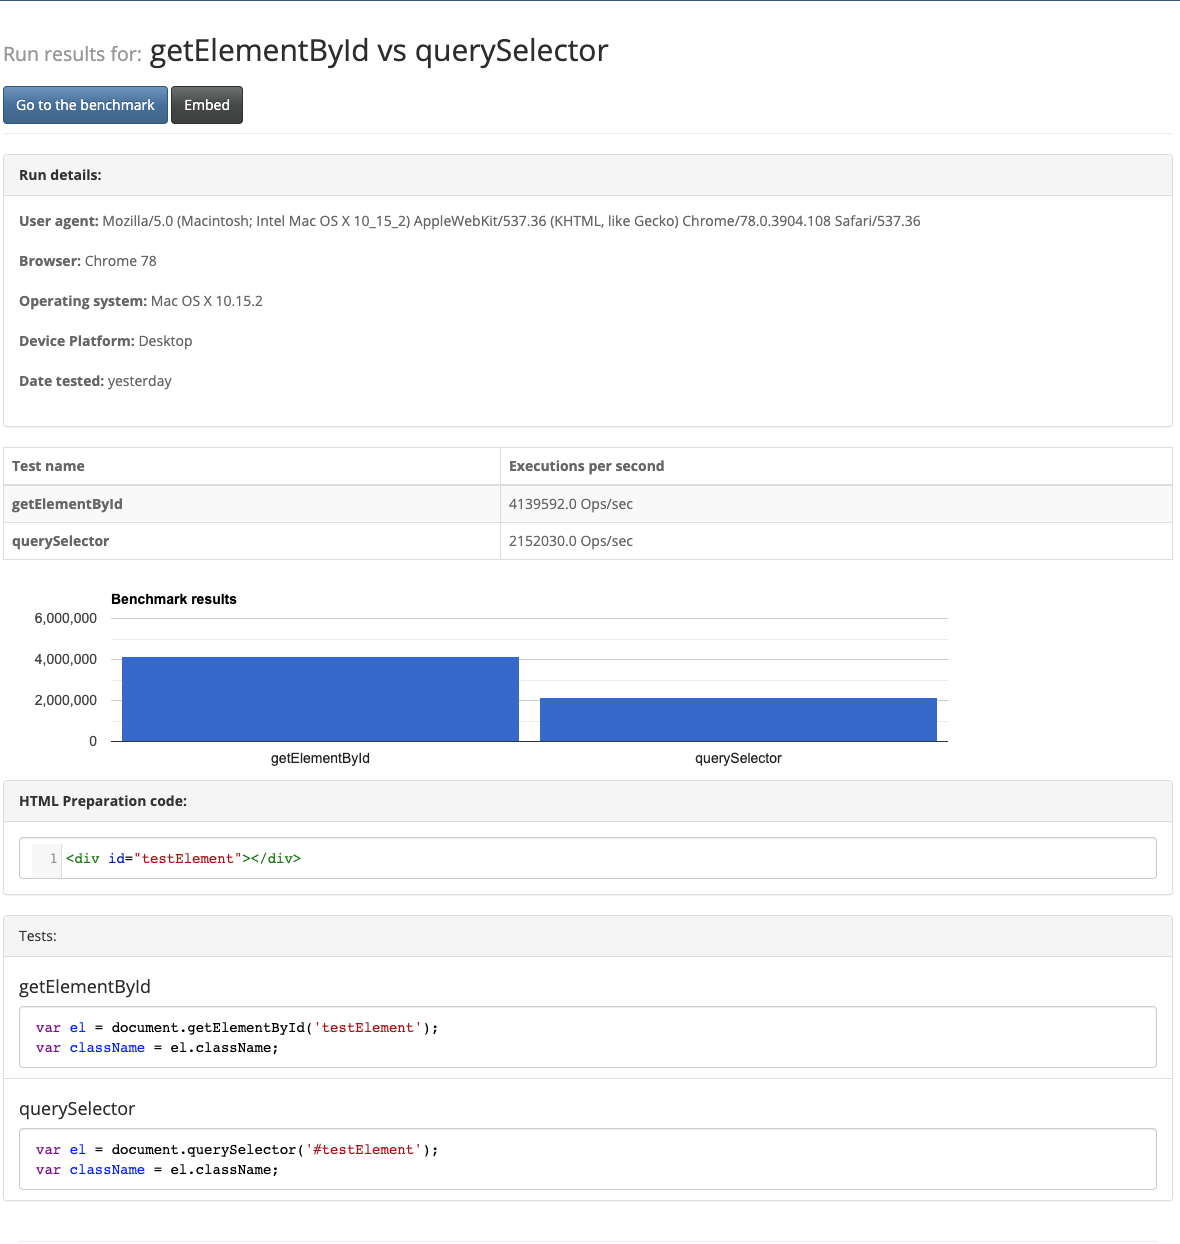 Run results for: getElementById vs querySelector
Go to the benchmark Embed
Run details:
User agent: Mozilla/5.0 (Macintosh; Intel Mac OS X 10_15_2) AppleWebKit/537.36 (KHTML, like Gecko) Chrome/78.0.3904.108 Safari/537.36
Browser: Chrome 78
Operating system: Mac OS X 10.15.2
Device Platform: Desktop
Date tested: yesterday
Test name Executions per second
getElementById 4139592.0 Ops/sec
querySelector 2152030.0 Ops/sec
Benchmark results
6,000,000
4,000,000
2,000,000
0
getElementById querySelector
HTML Preparation code:
1 <div id="testElement"></div>
Tests:
getElementById
var el = document.getElementById('testElement');
var className = el.className;
querySelector
var el = document.querySelector('#testElement');
var className = el.className;